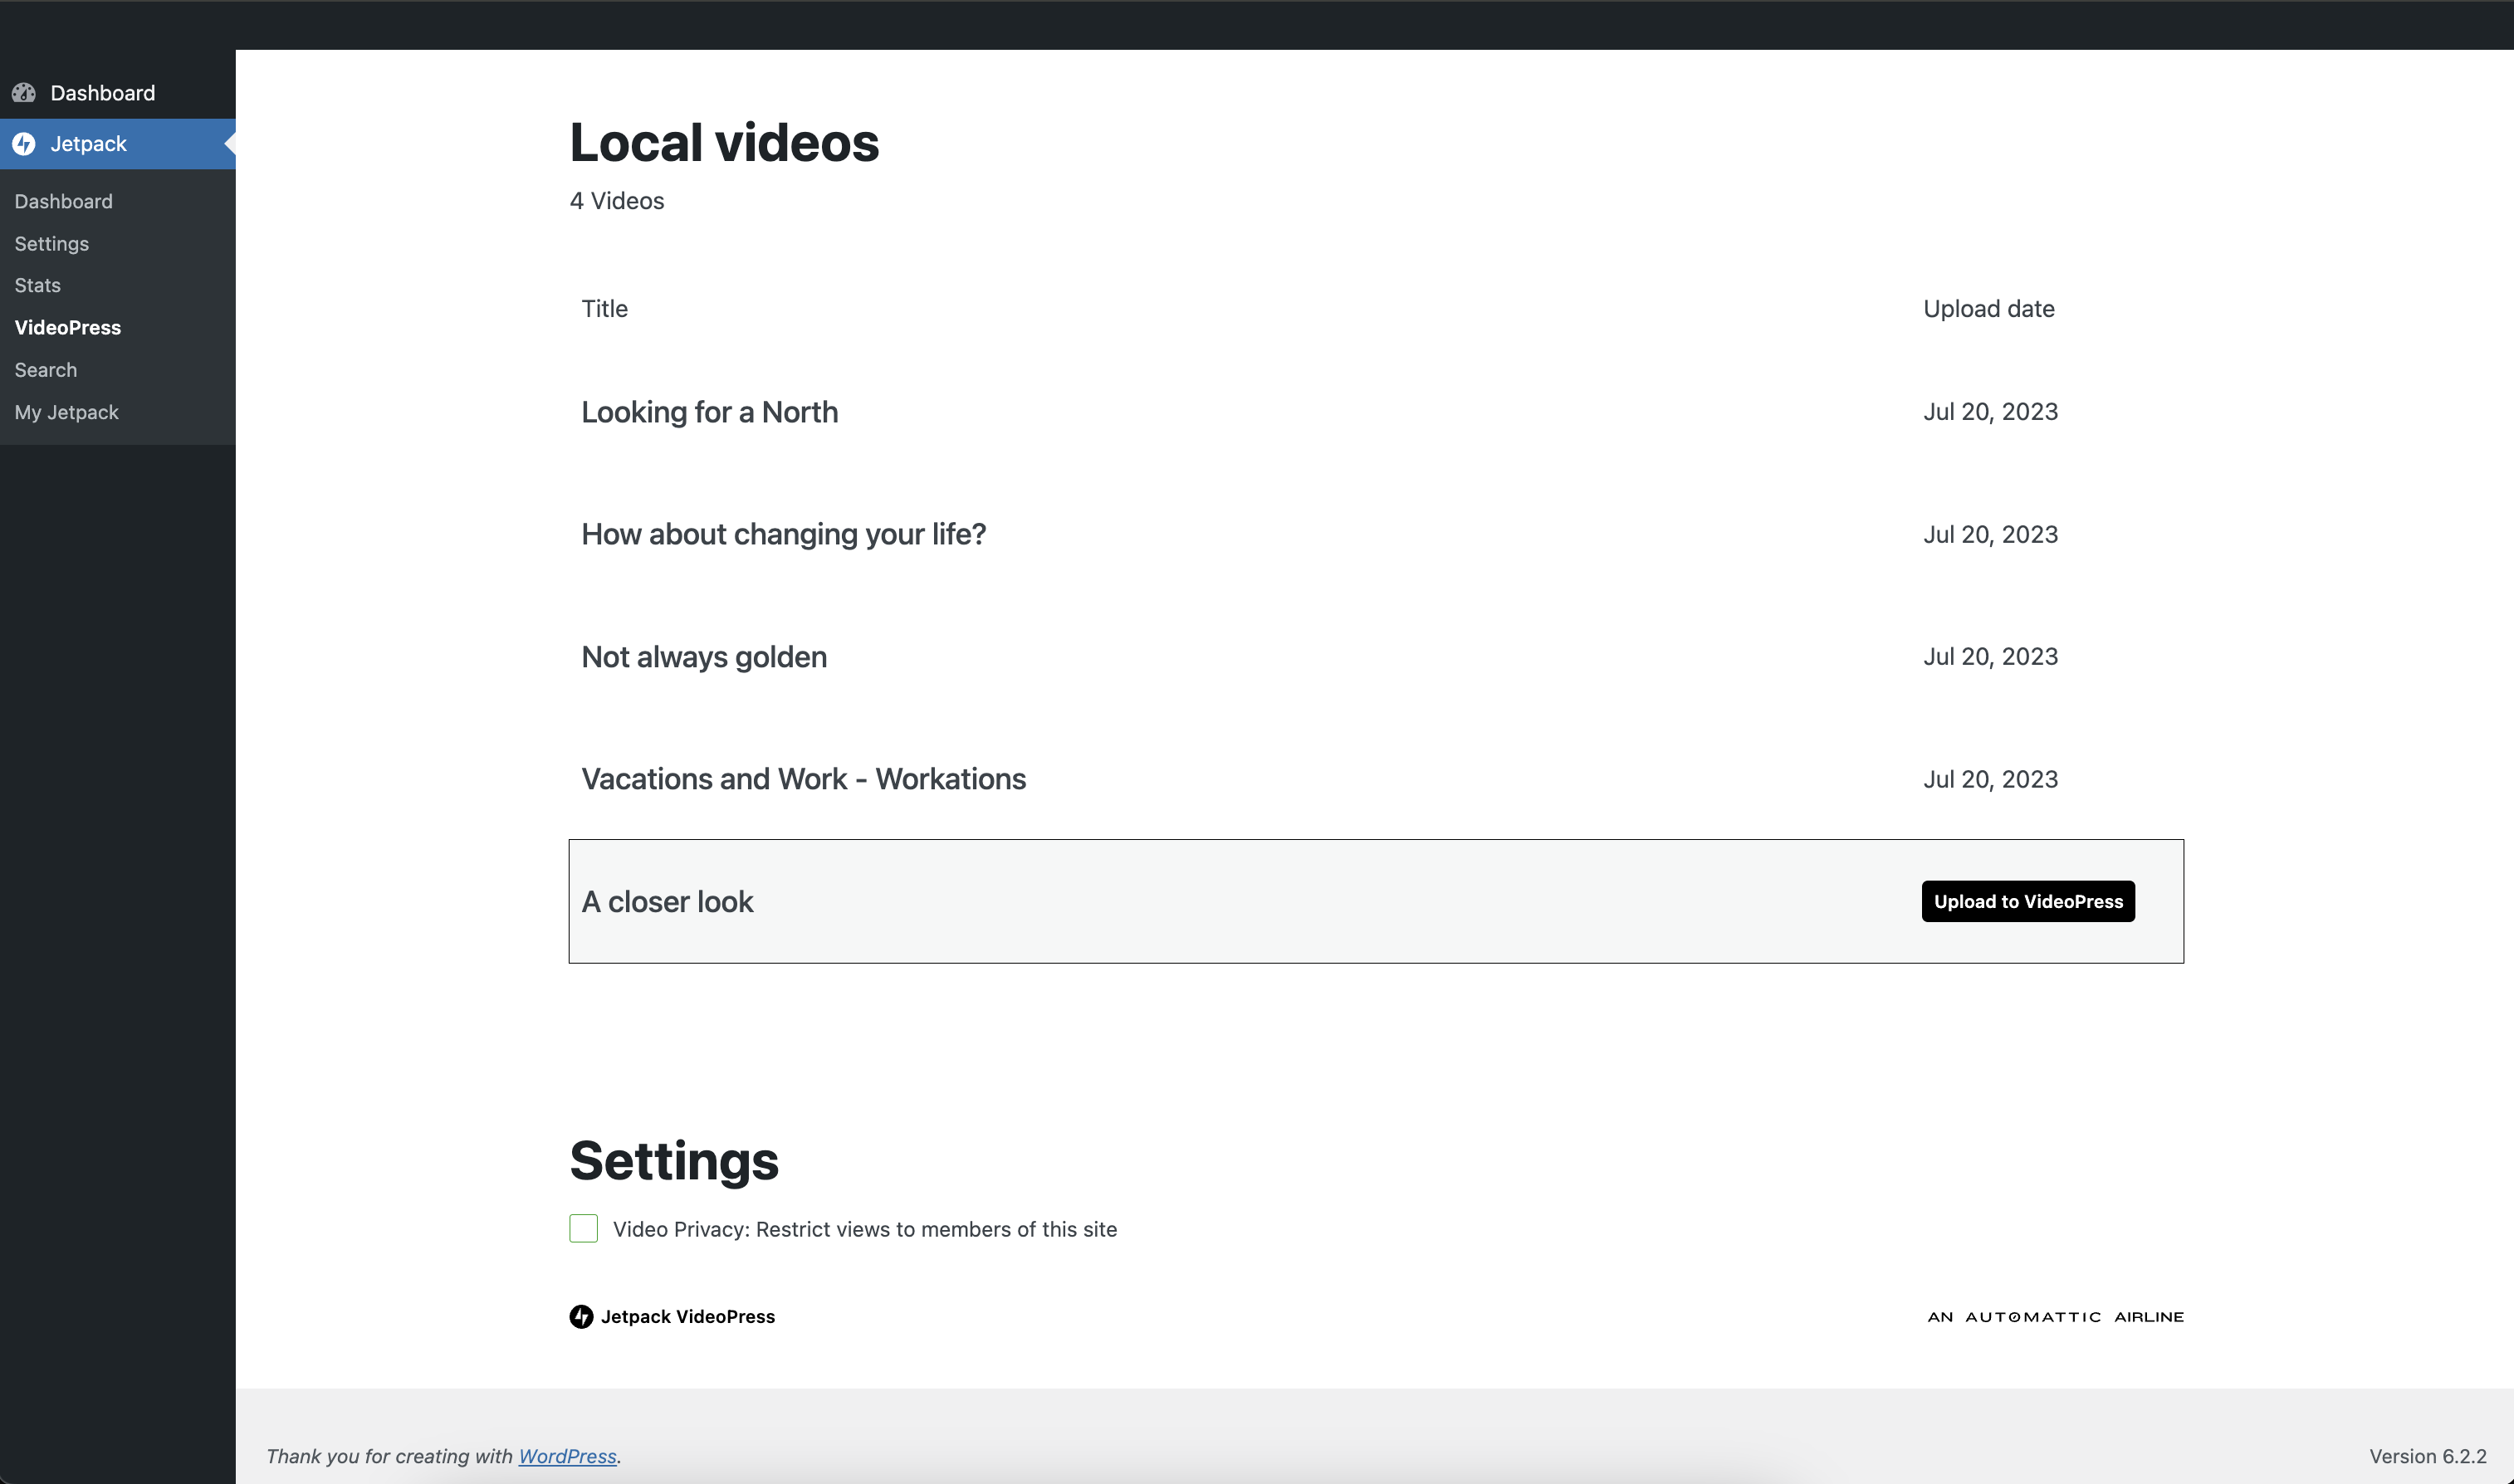 Dashboard
Jetpack
Dashboard
Settings
Stats
VideoPress
Search
My Jetpack
Local videos
4 Videos
Title Upload date
Looking for a North Jul 20, 2023
How about changing your life? Jul 20, 2023
Not always golden Jul 20, 2023
Vacations and Work - Workations Jul 20, 2023
A closer look Upload to VideoPress
Settings
Video Privacy: Restrict views to members of this site
Jetpack VideoPress AN AUTOMATTIC AIRLINE
Thank you for creating with WordPress. Version 6.2.2